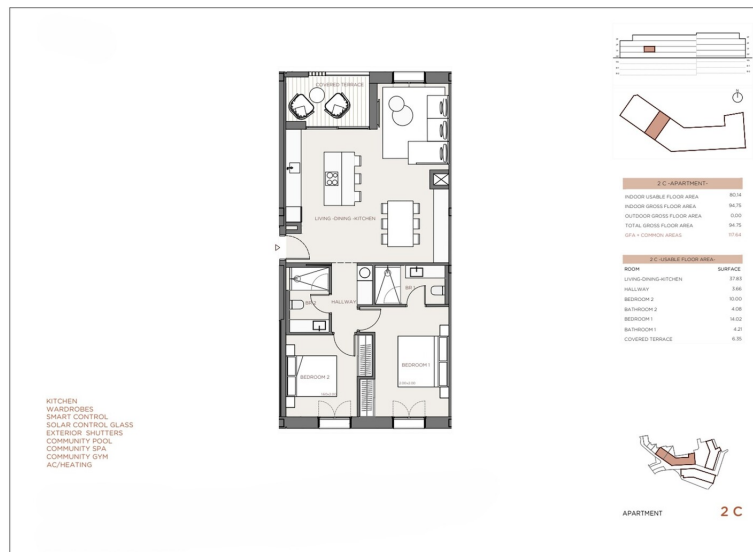 COVERED TERRACE
LIVING -DINING -KITCHEN
BR 2
HALLWAY
BR 1
BEDROOM 2
BEDROOM 1
KITCHEN
WARDROBES
SMART CONTROL
SOLAR CONTROL GLASS
EXTERIOR SHUTTERS
COMMUNITY POOL
COMMUNITY SPA
COMMUNITY GYM
AC/HEATING
2 C -APARTMENT-
INDOOR USABLE FLOOR AREA 80.14
INDOOR GROSS FLOOR AREA 94.75
OUTDOOR GROSS FLOOR AREA 0.00
TOTAL GROSS FLOOR AREA 94.75
GFA + COMMON AREAS 117.64
2 C -USABLE FLOOR AREA-
ROOM SURFACE
LIVING-DINING-KITCHEN 37.83
HALLWAY 3.66
BEDROOM 2 10.00
BATHROOM 2 4.08
BEDROOM 1 14.02
BATHROOM 1 4.21
COVERED TERRACE 6.35
APARTMENT 2 C